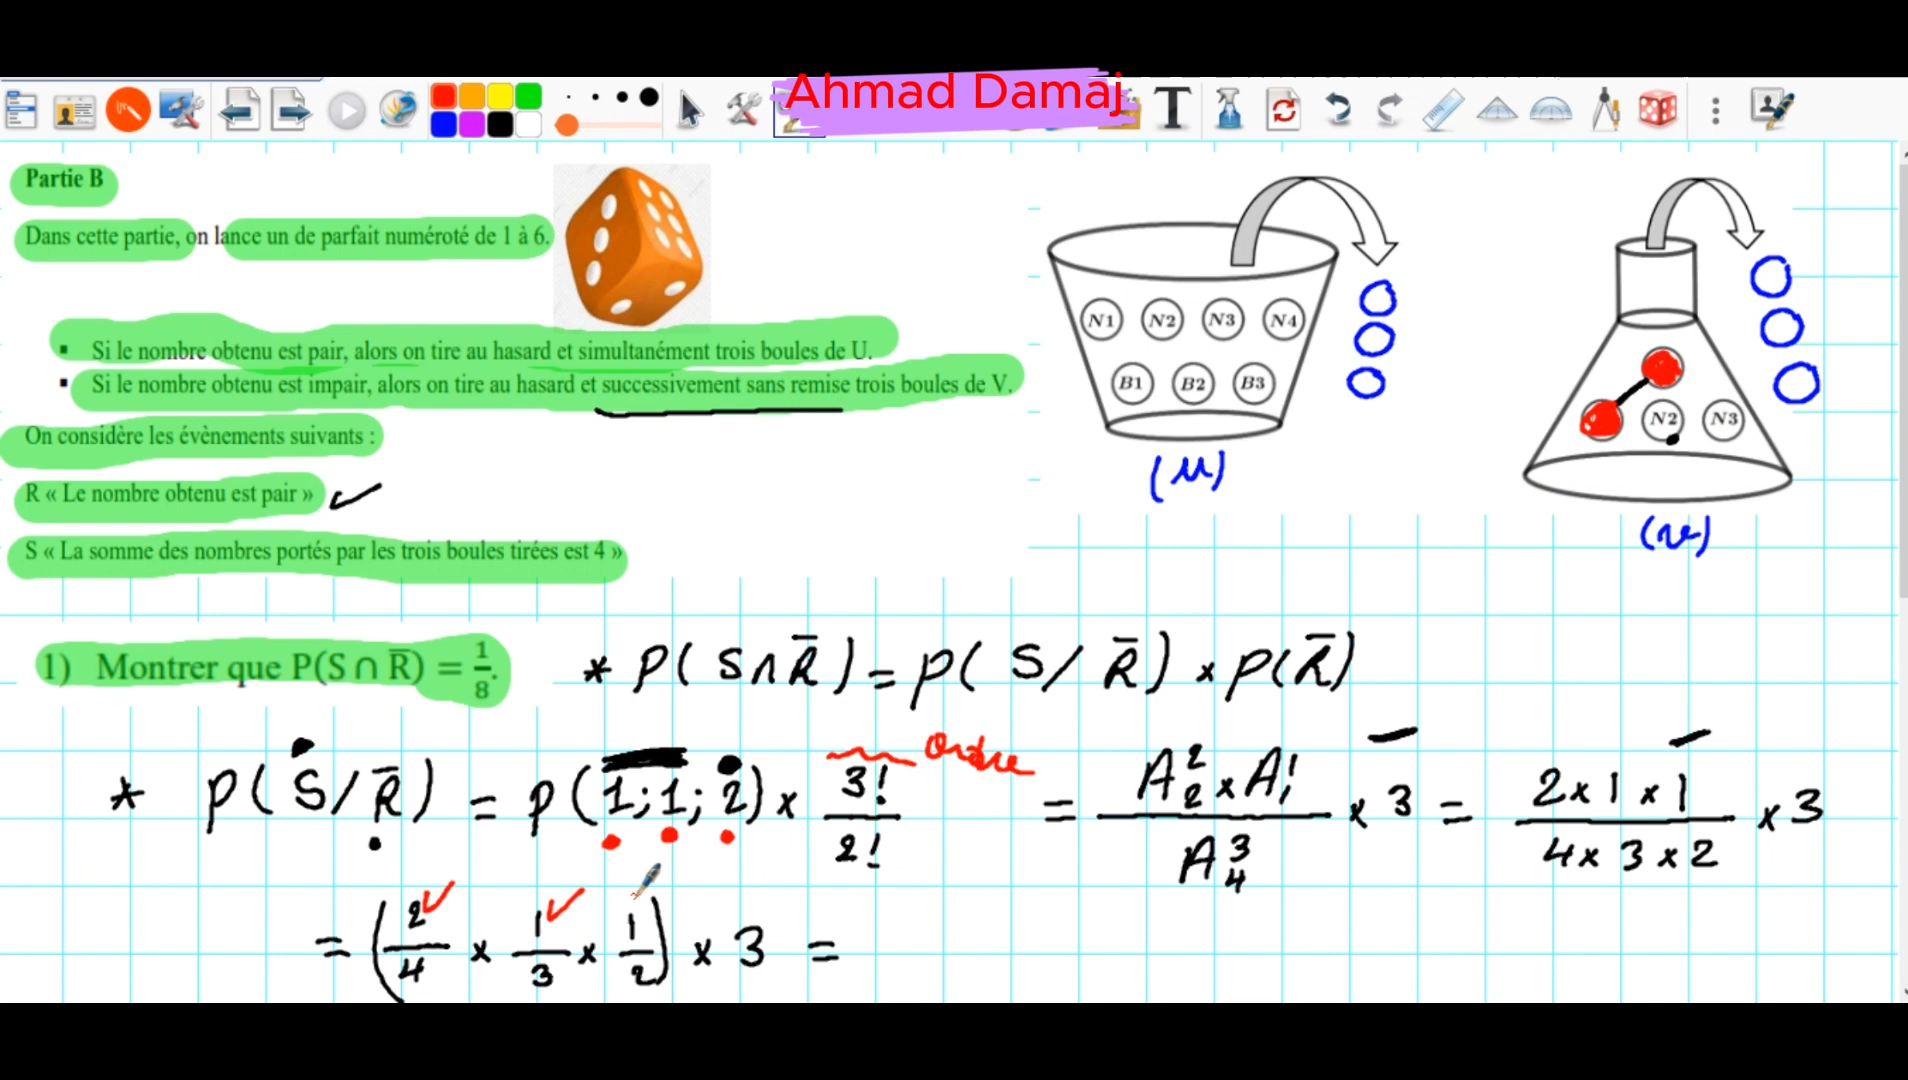 Ahmad Damaj
T
Partie B
Dans cette partie, on lance un de parfait numéroté de 1 à 6.
▪ Si le nombre obtenu est pair, alors on tire au hasard et simultanément trois boules de U.
▪ Si le nombre obtenu est impair, alors on tire au hasard et successivement sans remise trois boules de V.
On considère les évènements suivants :
R « Le nombre obtenu est pair »
S « La somme des nombres portés par les trois boules tirées est 4 »
N1 N2 N3 N4
B1 B2 B3
(u)
N2 N3
(v)
1) Montrer que P(S ∩ R̅) = 1/8.
* P(S∩R̅) = P(S/R̅) × P(R̅)
* P(S/R̅) = P(1;1;2) × 3!/2! = (A₂² × A₁¹)/A₄³ × 3 = (2×1×1)/(4×3×2) × 3
ordre
= (2/4 × 1/3 × 1/2) × 3 =